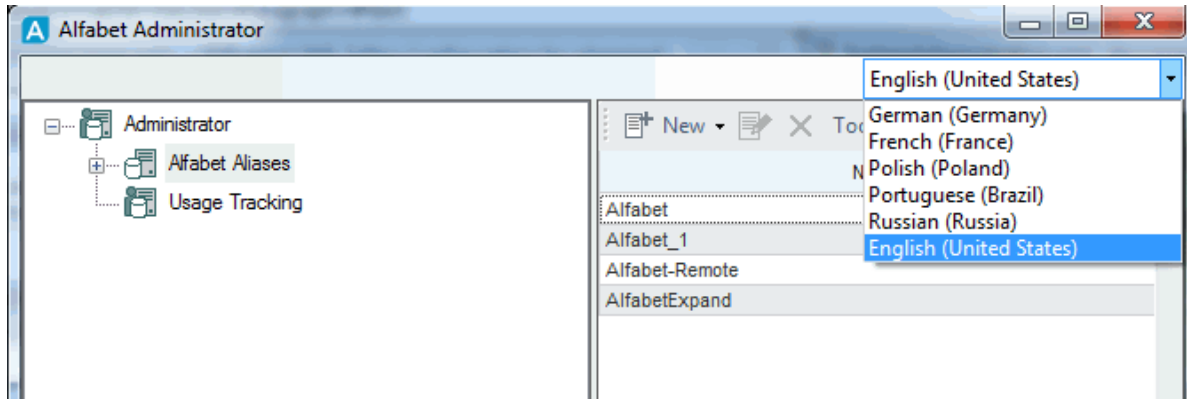 Alfabet Administrator
English (United States)
German (Germany)
French (France)
Polish (Poland)
Portuguese (Brazil)
Russian (Russia)
English (United States)
Administrator
Alfabet Aliases
Usage Tracking
New
Alfabet
Alfabet_1
Alfabet-Remote
AlfabetExpand